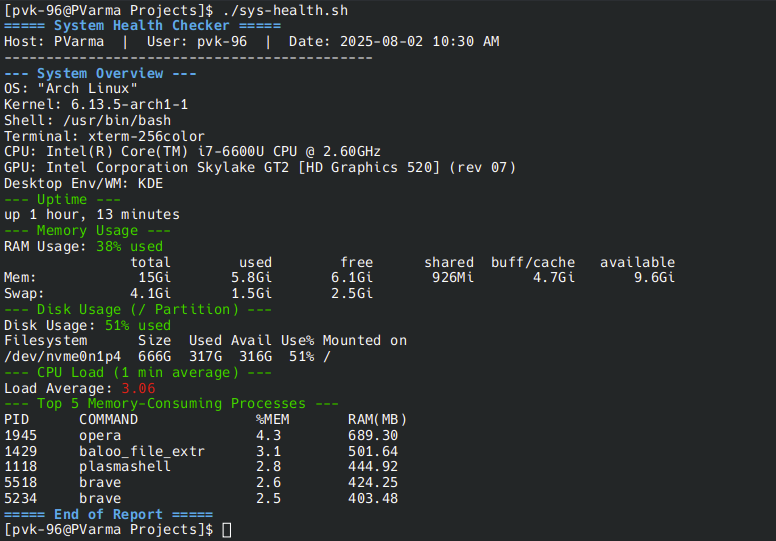 [pvk-96@PVarma Projects]$ ./sys-health.sh
===== System Health Checker =====
Host: PVarma  |  User: pvk-96  |  Date: 2025-08-02 10:30 AM
--------------------------------------------
--- System Overview ---
OS: "Arch Linux"
Kernel: 6.13.5-arch1-1
Shell: /usr/bin/bash
Terminal: xterm-256color
CPU: Intel(R) Core(TM) i7-6600U CPU @ 2.60GHz
GPU: Intel Corporation Skylake GT2 [HD Graphics 520] (rev 07)
Desktop Env/WM: KDE
--- Uptime ---
up 1 hour, 13 minutes
--- Memory Usage ---
RAM Usage: 38% used
               total        used        free      shared  buff/cache   available
Mem:            15Gi       5.8Gi       6.1Gi       926Mi       4.7Gi       9.6Gi
Swap:          4.1Gi       1.5Gi       2.5Gi
--- Disk Usage (/ Partition) ---
Disk Usage: 51% used
Filesystem      Size  Used Avail Use% Mounted on
/dev/nvme0n1p4  666G  317G  316G  51% /
--- CPU Load (1 min average) ---
Load Average: 3.06
--- Top 5 Memory-Consuming Processes ---
PID      COMMAND              %MEM       RAM(MB)
1945     opera                4.3        689.30
1429     baloo_file_extr      3.1        501.64
1118     plasmashell          2.8        444.92
5518     brave                2.6        424.25
5234     brave                2.5        403.48
===== End of Report =====
[pvk-96@PVarma Projects]$